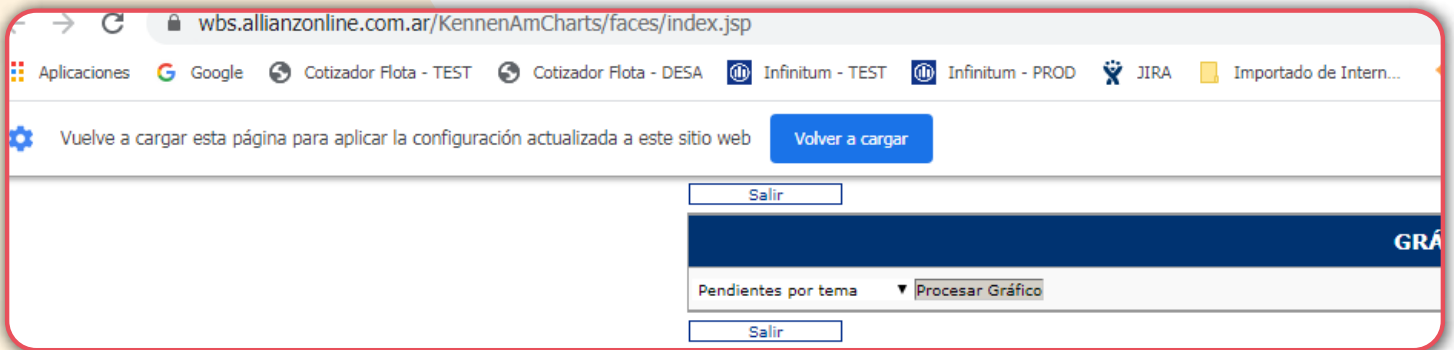 wbs.allianzonline.com.ar/KennenAmCharts/faces/index.jsp
Aplicaciones Google Cotizador Flota - TEST Cotizador Flota - DESA Infinitum - TEST Infinitum - PROD JIRA Importado de Intern...
Vuelve a cargar esta página para aplicar la configuración actualizada a este sitio web Volver a cargar
Salir
GRÁ
Pendientes por tema Procesar Gráfico
Salir